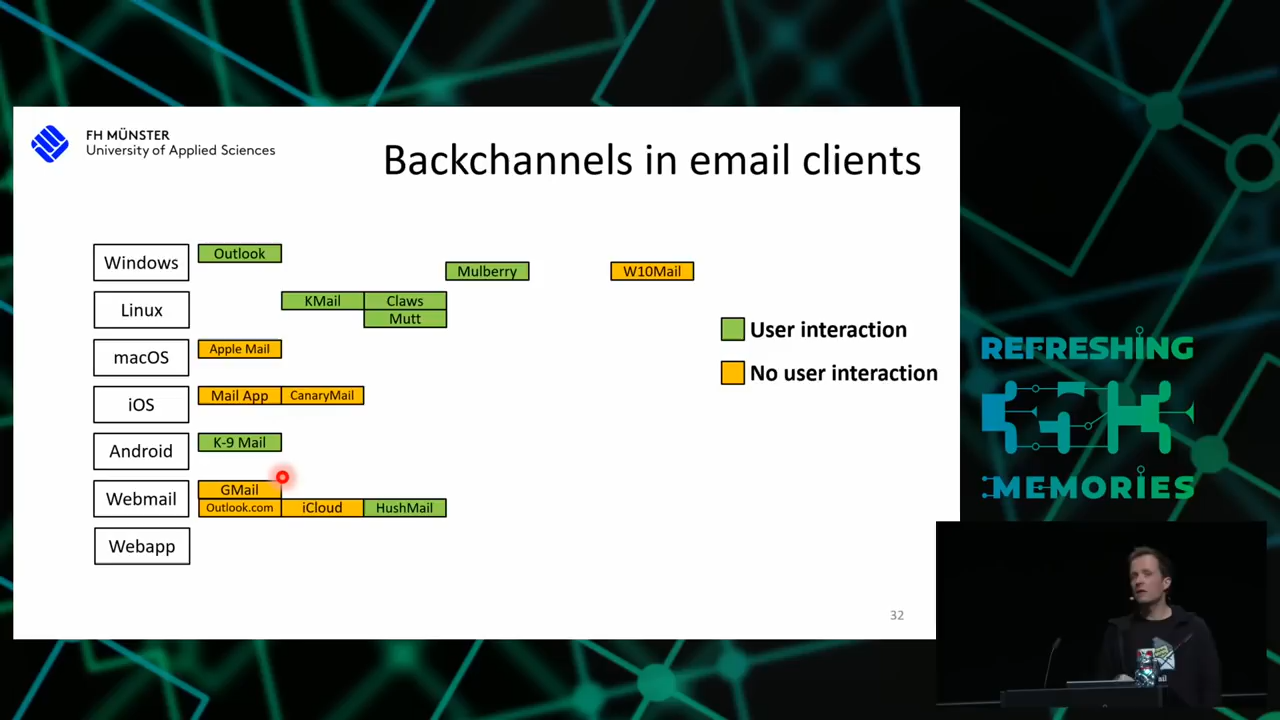 FH MÜNSTER
University of Applied Sciences
Backchannels in email clients
Windows
Outlook
Mulberry
W10Mail
Linux
KMail
Claws
Mutt
User interaction
No user interaction
macOS
Apple Mail
iOS
Mail App
CanaryMail
Android
K-9 Mail
Webmail
GMail
Outlook.com
iCloud
HushMail
Webapp
32
REFRESHING
MEMORIES